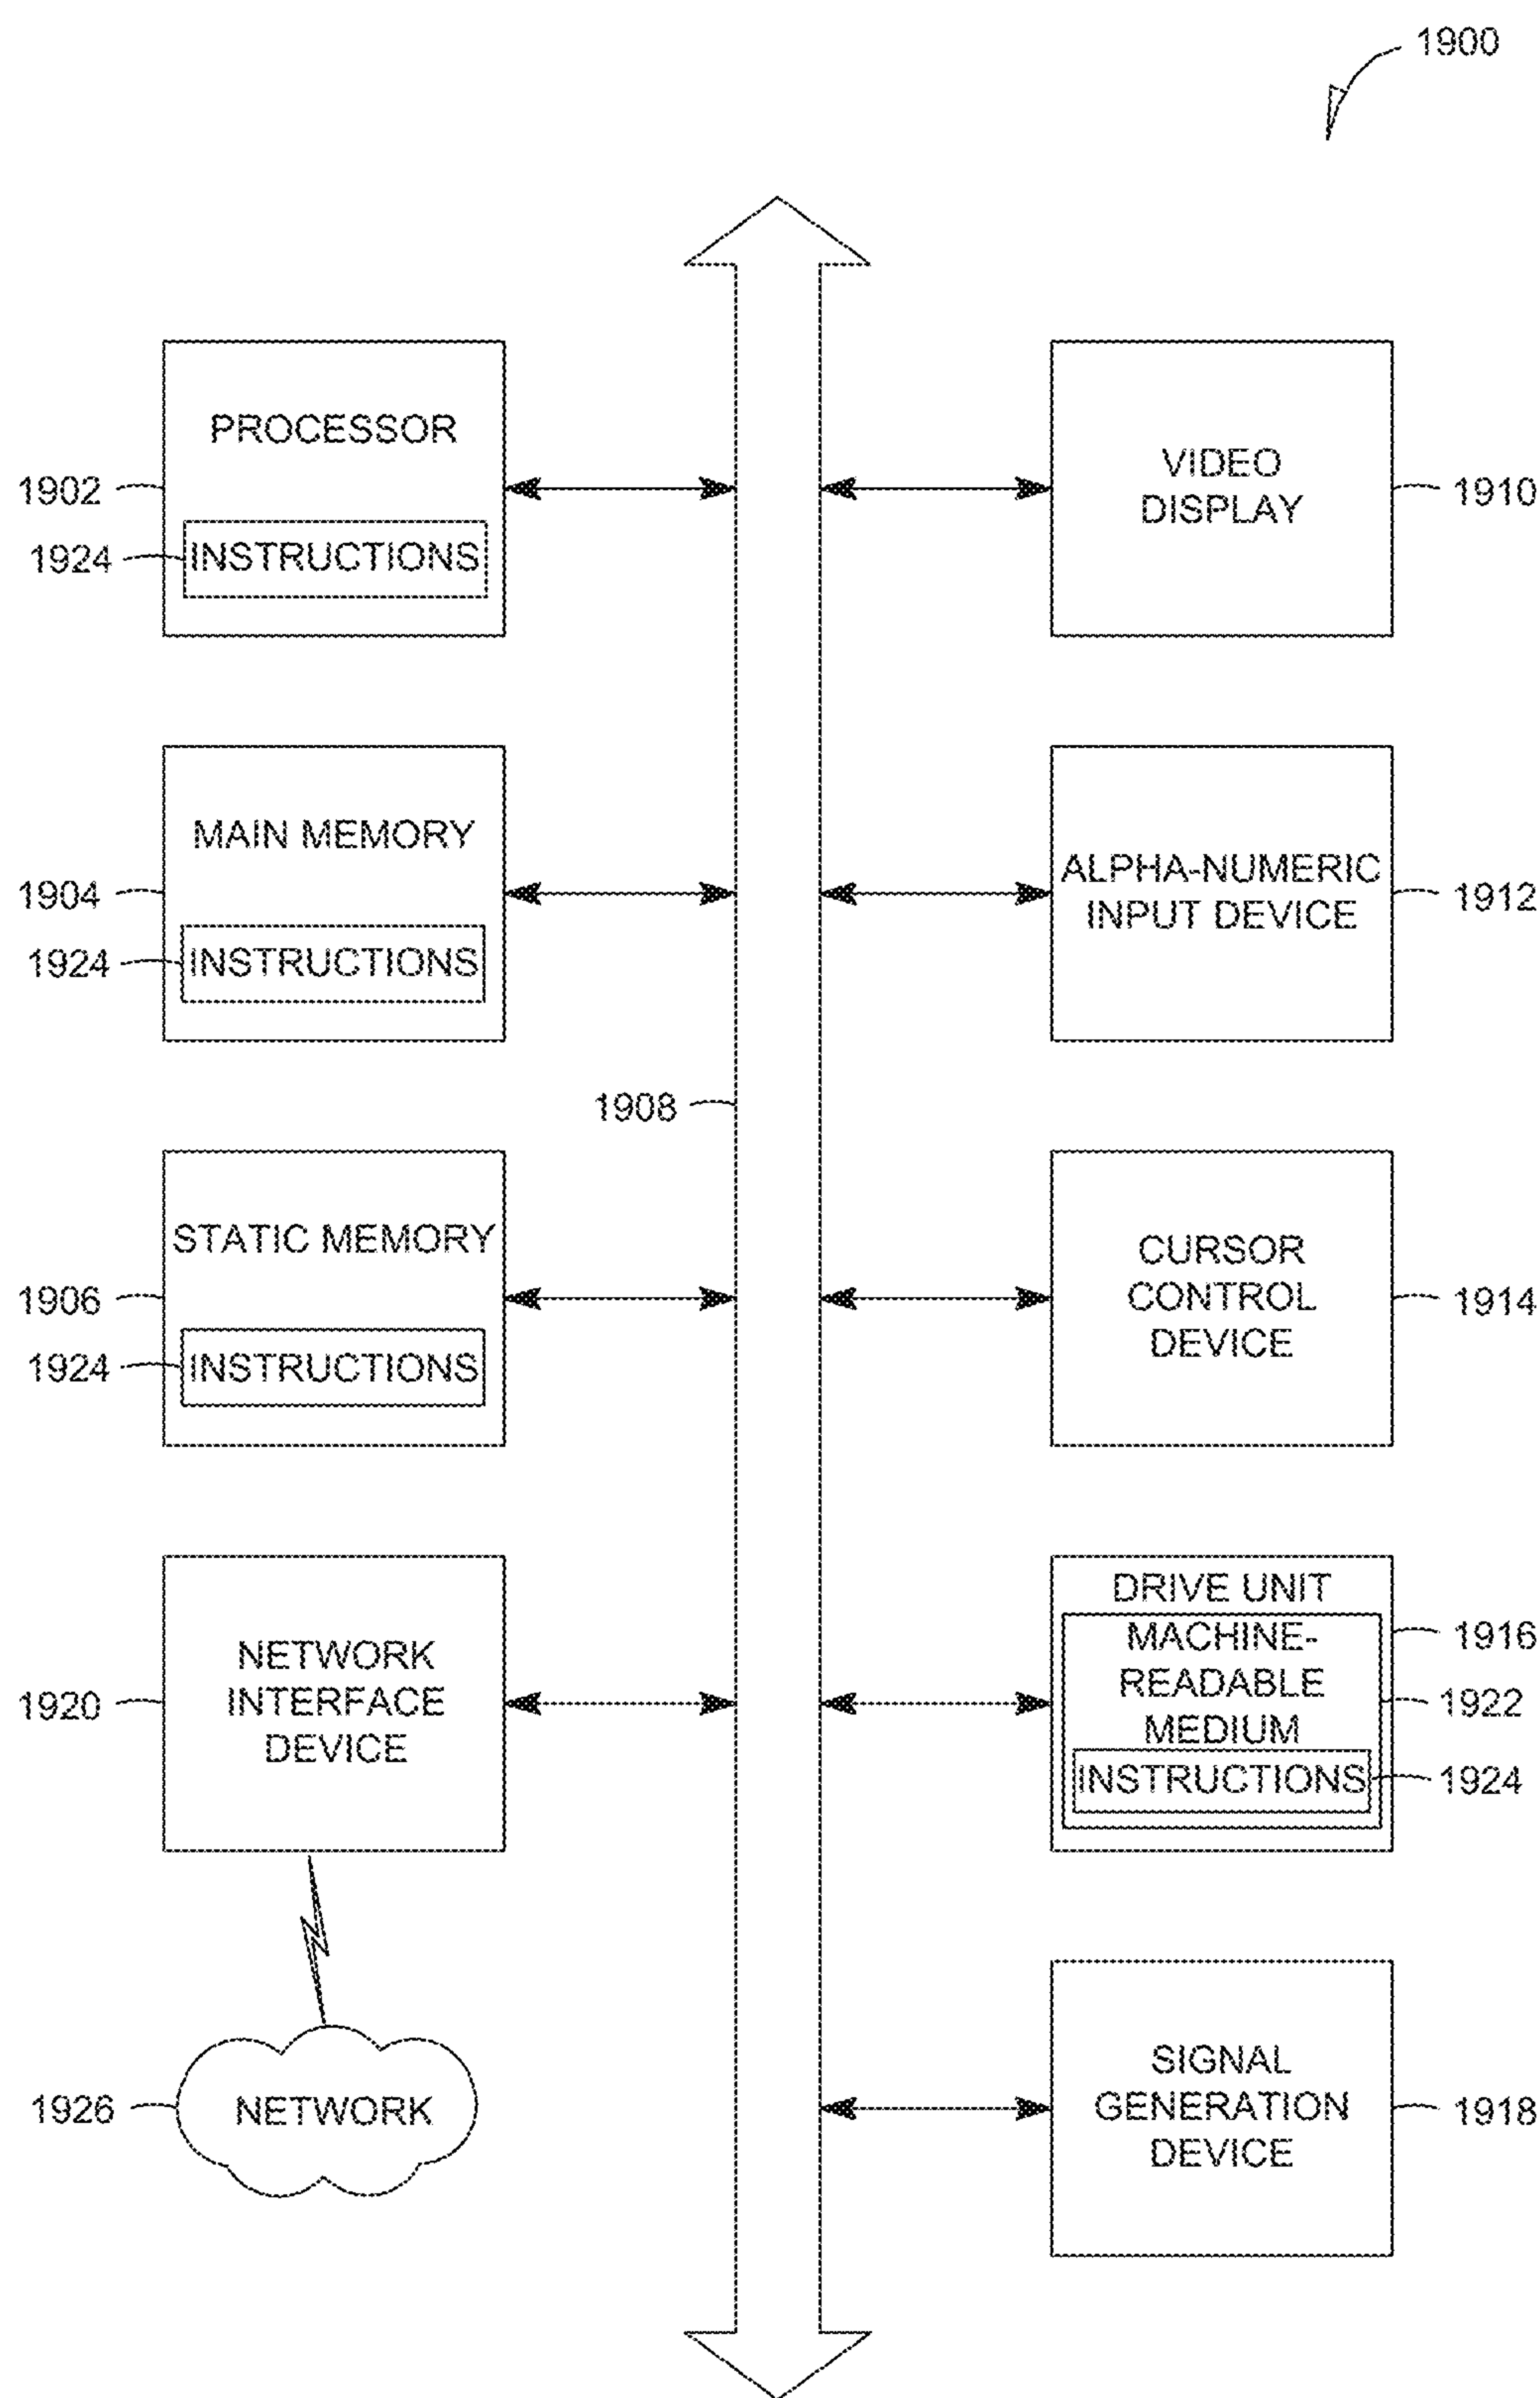 1900
PROCESSOR
1902
1924
INSTRUCTIONS
VIDEO
DISPLAY
1910
MAIN MEMORY
1904
1924
INSTRUCTIONS
ALPHA-NUMERIC
INPUT DEVICE
1912
1908
STATIC MEMORY
1906
1924
INSTRUCTIONS
CURSOR
CONTROL
DEVICE
1914
NETWORK
INTERFACE
DEVICE
1920
DRIVE UNIT
MACHINE-
READABLE
MEDIUM
INSTRUCTIONS
1916
1922
1924
1926
NETWORK
SIGNAL
GENERATION
DEVICE
1918